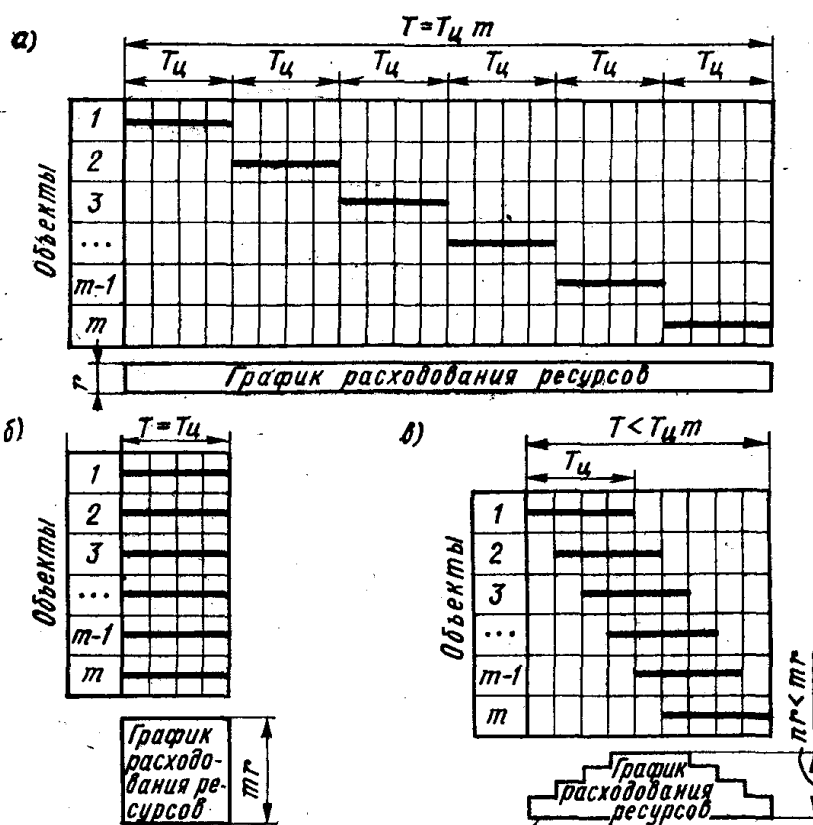 а)
T=Tц m
Tц Tц Tц Tц Tц Tц
Объекты
1
2
3
...
m-1
m
r
График расходования ресурсов
б)
T=Tц
Объекты
1
2
3
...
m-1
m
График
расходо-
вания ре-
сурсов
mr
в)
T<Tц m
Tц
Объекты
1
2
3
...
m-1
m
График
расходования
ресурсов
nr<mr